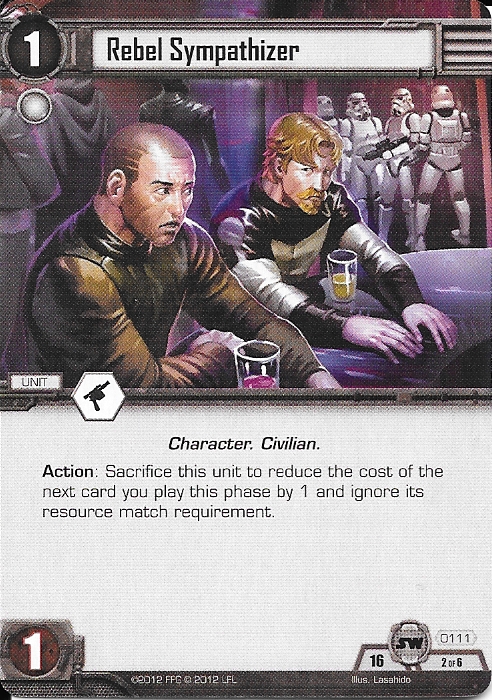 1
Rebel Sympathizer
UNIT
Character. Civilian.
Action: Sacrifice this unit to reduce the cost of the
next card you play this phase by 1 and ignore its
resource match requirement.
1
©2012 FFG © 2012 LFL
Illus. Lasahido
16
SW
0111
2 OF 6